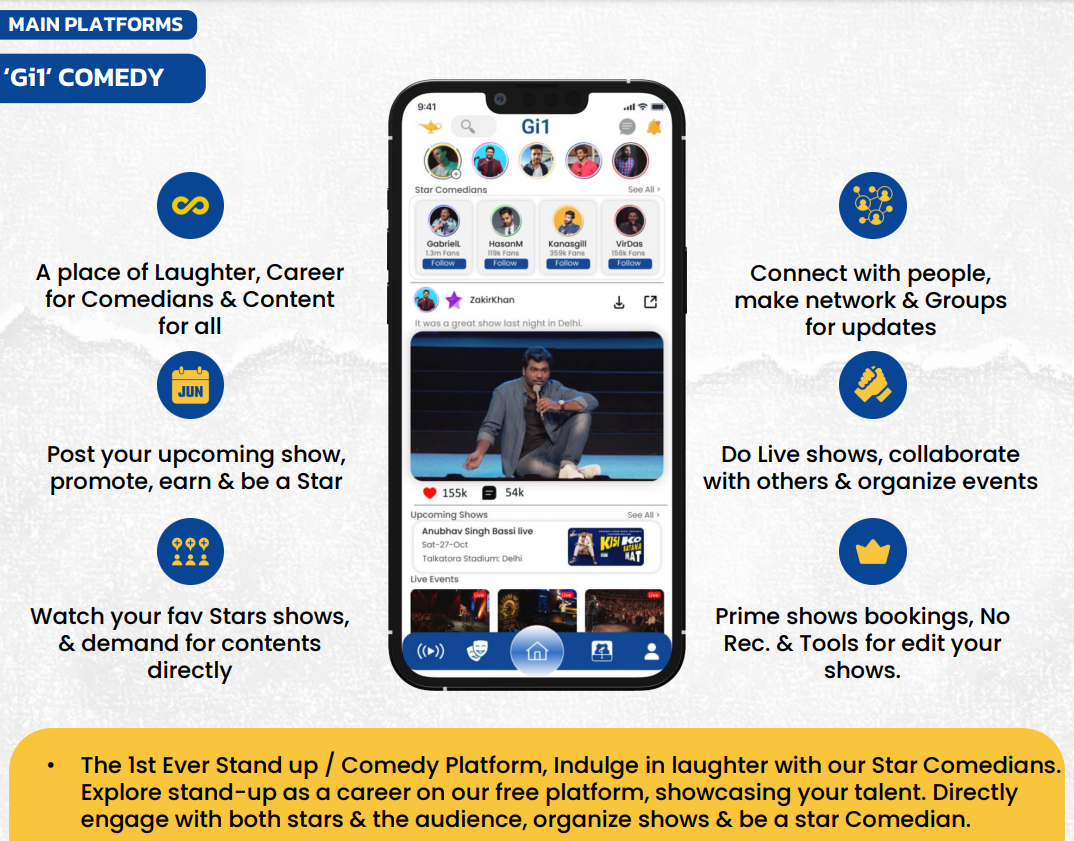 MAIN PLATFORMS
‘Gi1’ COMEDY
A place of Laughter, Career
for Comedians & Content
for all
JUN
Post your upcoming show,
promote, earn & be a Star
Watch your fav Stars shows,
& demand for contents
directly
9:41
Gi1
Star Comedians
See All >
GabrielL
1.3m Fans
Follow
HasanM
119k Fans
Follow
Kanasgill
359k Fans
Follow
VirDas
158k Fans
Follow
ZakirKhan
It was a great show last night in Delhi.
155k
54k
Upcoming Shows
See All >
Anubhav Singh Bassi live
Sat-27-Oct
Talkatora Stadium: Delhi
KISI KO
BATANA
MAT
Live Events
Live
Live
Live
Connect with people,
make network & Groups
for updates
Do Live shows, collaborate
with others & organize events
Prime shows bookings, No
Rec. & Tools for edit your
shows.
• The 1st Ever Stand up / Comedy Platform, Indulge in laughter with our Star Comedians.
Explore stand-up as a career on our free platform, showcasing your talent. Directly
engage with both stars & the audience, organize shows & be a star Comedian.